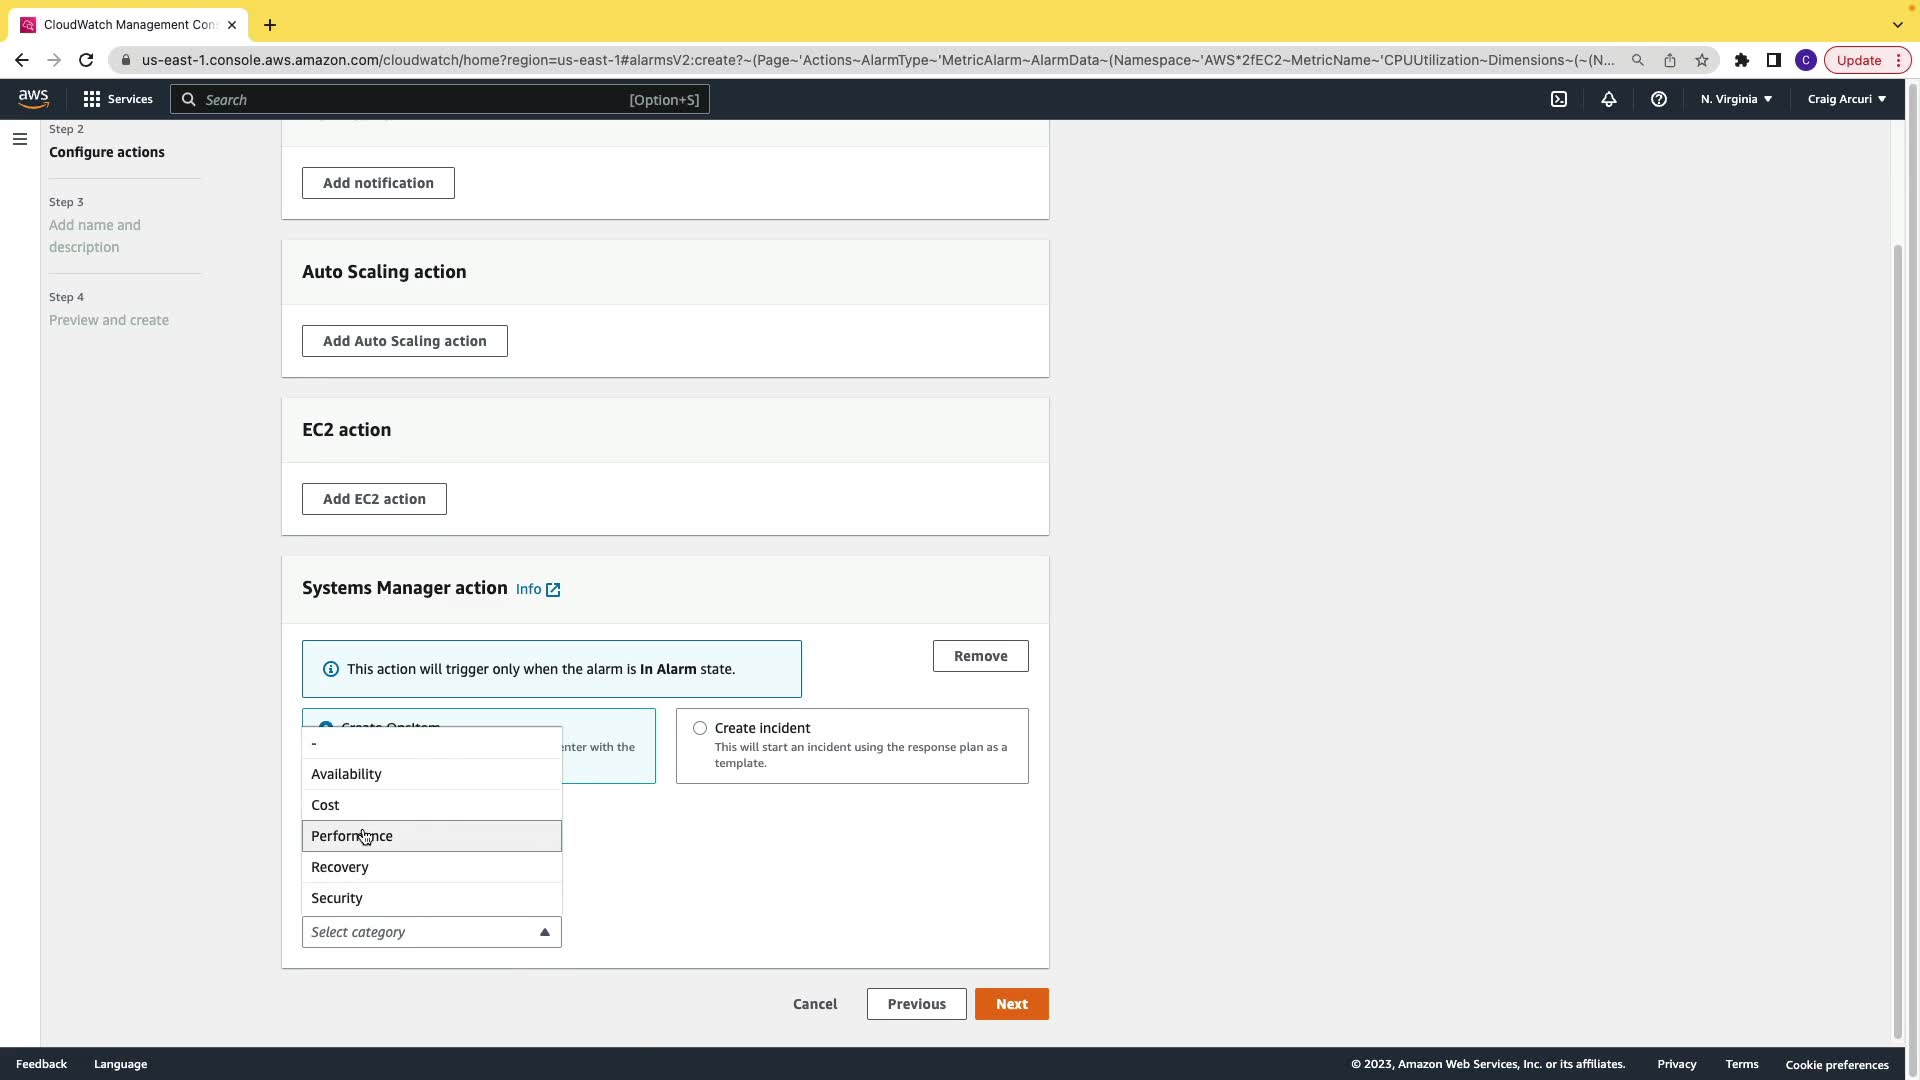 CloudWatch Management Con
us-east-1.console.aws.amazon.com/cloudwatch/home?region=us-east-1#alarmsV2:create?~(Page~'Actions~AlarmType~'MetricAlarm~AlarmData~(Namespace~'AWS*2fEC2~MetricName~'CPUUtilization~Dimensions~(~(N...
C
Update
aws
Services
Search
[Option+S]
N. Virginia
Craig Arcuri
Step 2
Configure actions
Step 3
Add name and
description
Step 4
Preview and create
Add notification
Auto Scaling action
Add Auto Scaling action
EC2 action
Add EC2 action
Systems Manager action Info
This action will trigger only when the alarm is In Alarm state.
Remove
Create OpsItem
enter with the
Create incident
This will start an incident using the response plan as a
template.
-
Availability
Cost
Performance
Recovery
Security
Select category
Cancel
Previous
Next
Feedback
Language
© 2023, Amazon Web Services, Inc. or its affiliates.
Privacy
Terms
Cookie preferences